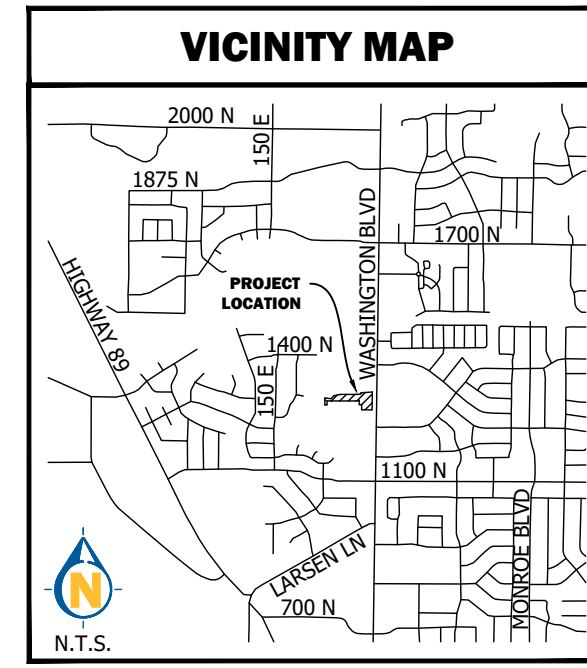 VICINITY MAP
2000 N
150 E
1875 N
WASHINGTON BLVD
1700 N
HIGHWAY 89
PROJECT
LOCATION
1400 N
150 E
1100 N
MONROE BLVD
LARSEN LN
700 N
N
N.T.S.